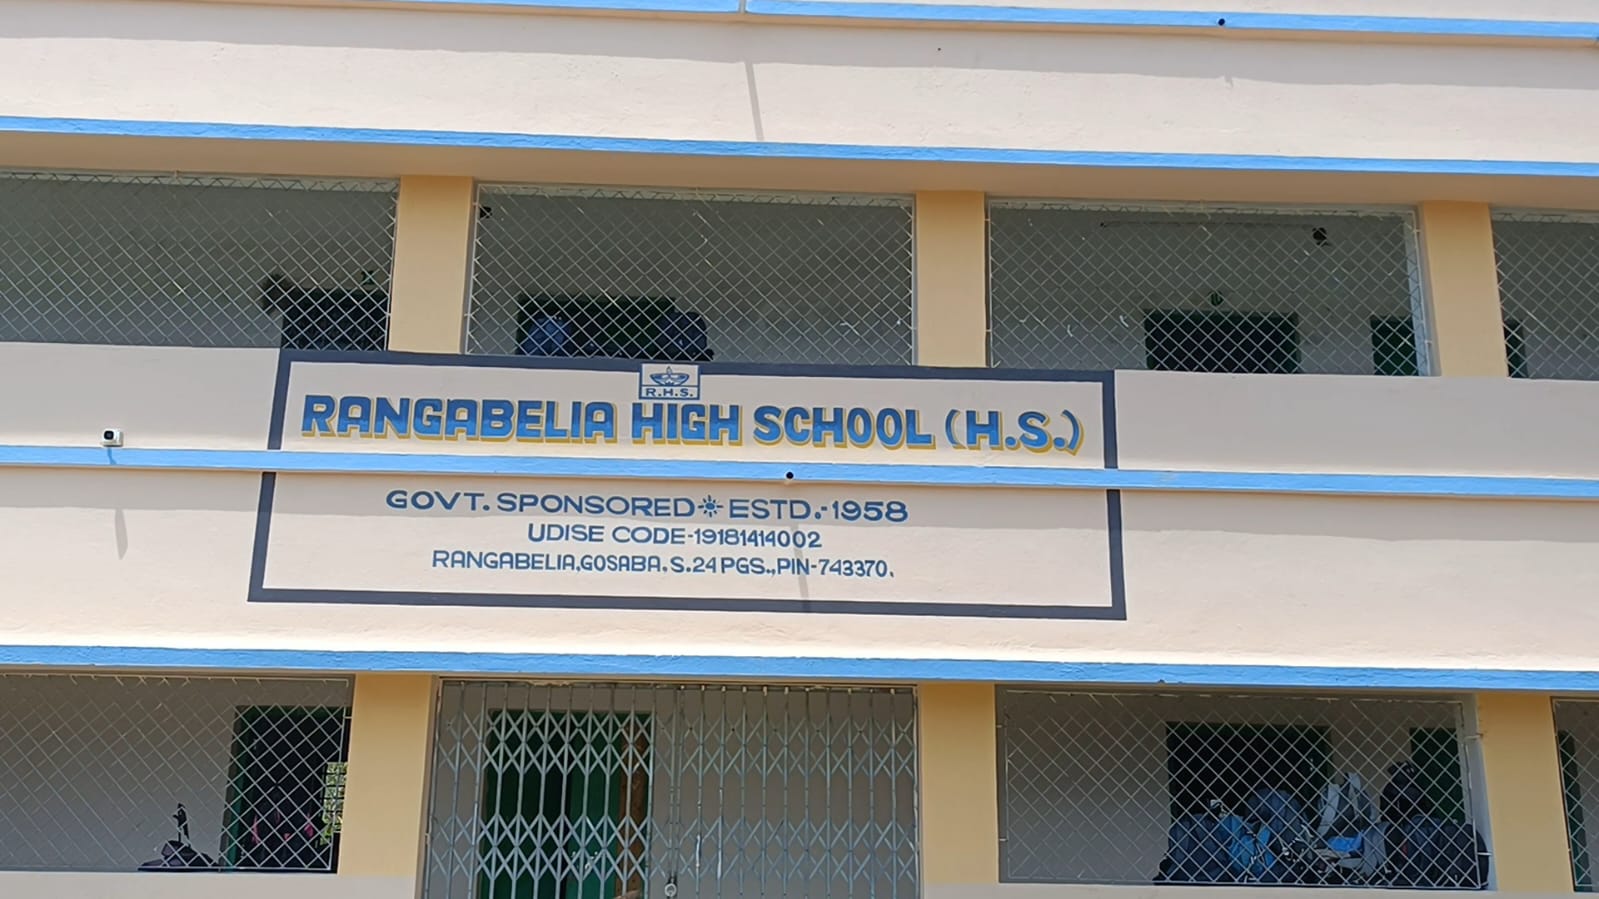 R.H.S.
RANGABELIA HIGH SCHOOL (H.S.)
GOVT. SPONSORED ☀ ESTD.-1958
UDISE CODE-19181414002
RANGABELIA, GOSABA, S. 24 PGS., PIN-743370.